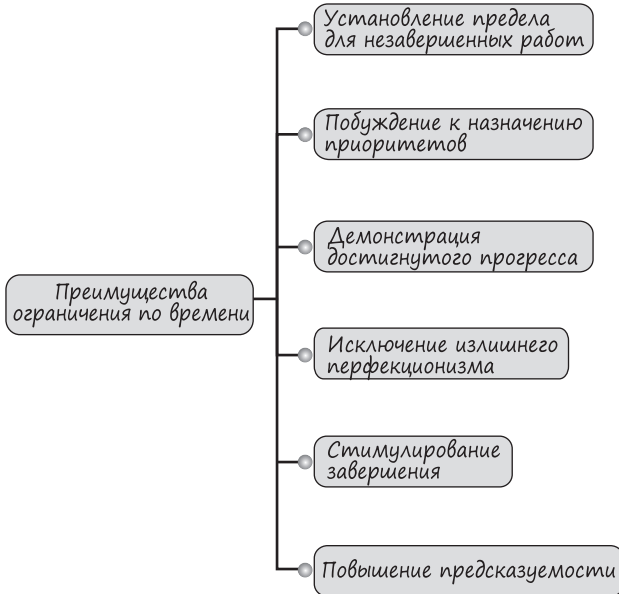 Установление предела
для незавершенных работ
Побуждение к назначению
приоритетов
Демонстрация
достигнутого прогресса
Преимущества
ограничения по времени
Исключение излишнего
перфекционизма
Стимулирование
завершения
Повышение предсказуемости